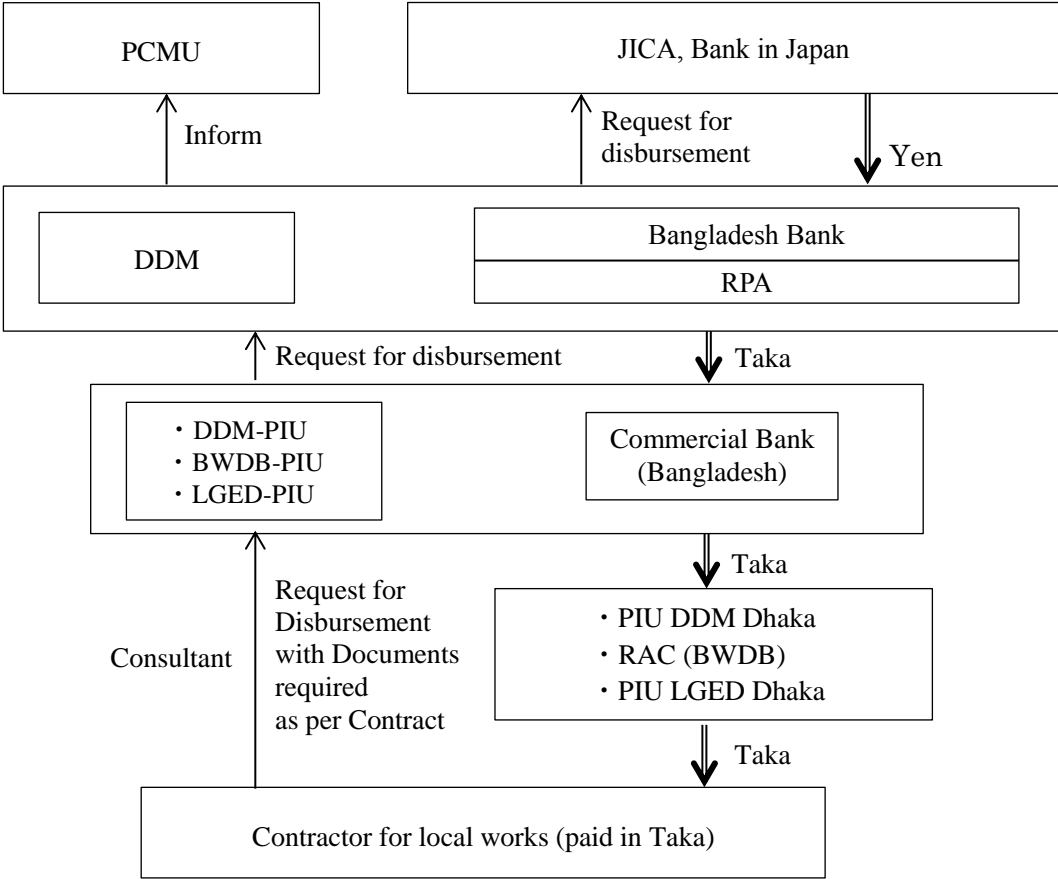 PCMU
JICA, Bank in Japan
Inform
Request for
disbursement
Yen
DDM
Bangladesh Bank
RPA
Request for disbursement
Taka
・DDM-PIU
・BWDB-PIU
・LGED-PIU
Commercial Bank
(Bangladesh)
Taka
Consultant
Request for
Disbursement
with Documents
required
as per Contract
・PIU DDM Dhaka
・RAC (BWDB)
・PIU LGED Dhaka
Taka
Contractor for local works (paid in Taka)